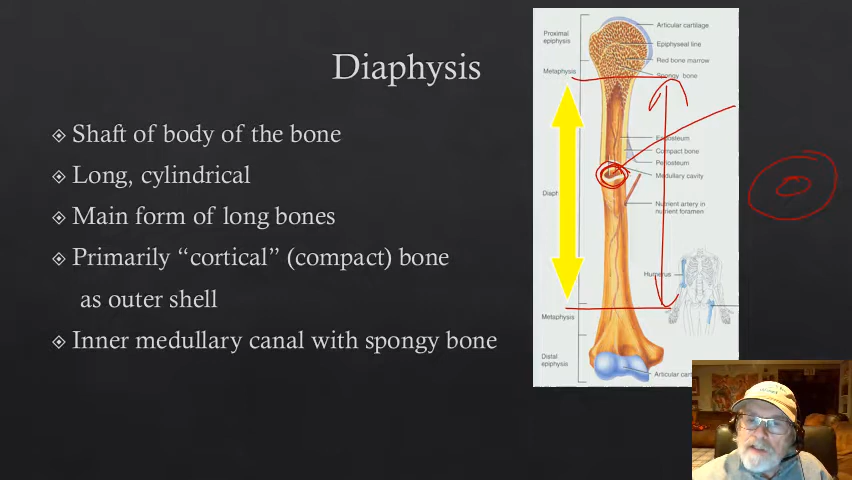 Diaphysis
Shaft of body of the bone
Long, cylindrical
Main form of long bones
Primarily “cortical” (compact) bone
as outer shell
Inner medullary canal with spongy bone
Proximal
epiphysis
Metaphysis
Diaph
Metaphysis
Distal
epiphysis
Articular cartilage
Epiphyseal line
Red bone marrow
Spongy bone
Compact bone
Periosteum
Medullary cavity
Nutrient artery in
nutrient foramen
Humerus
Articular car